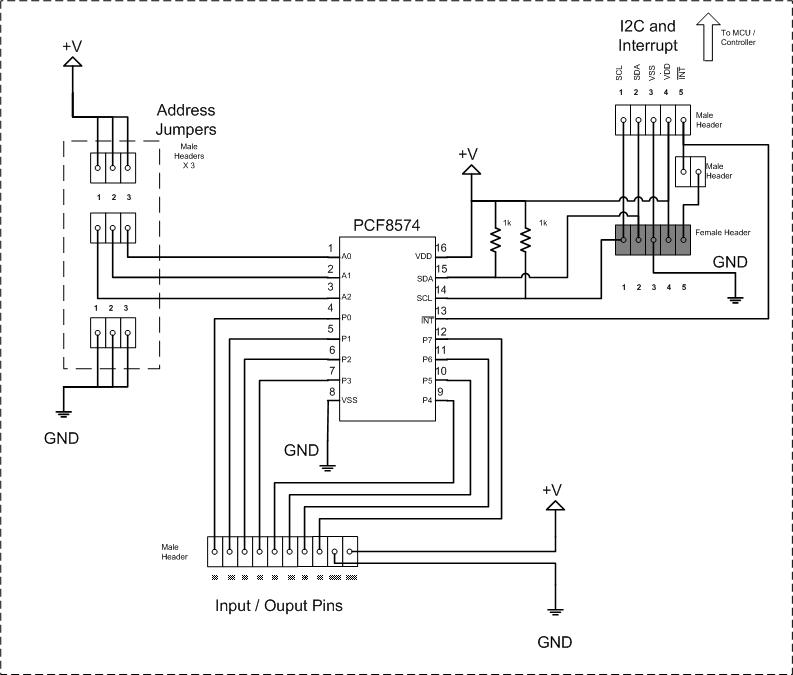 I2C and
Interrupt
To MCU /
Controller
+V
SCL
SDA
VSS
VDD
INT
1 2 3 4 5
Male
Header
Address
Jumpers
Male
Headers
X 3
+V
Male
Header
1 2 3
PCF8574
1k
1k
Female Header
GND
1 2 3 4 5
1 A0
2 A1
3 A2
4 P0
5 P1
6 P2
7 P3
8 VSS
16 VDD
15 SDA
14 SCL
13 INT
12 P7
11 P6
10 P5
9 P4
1 2 3
GND
GND
+V
Male
Header
Input / Ouput Pins
GND